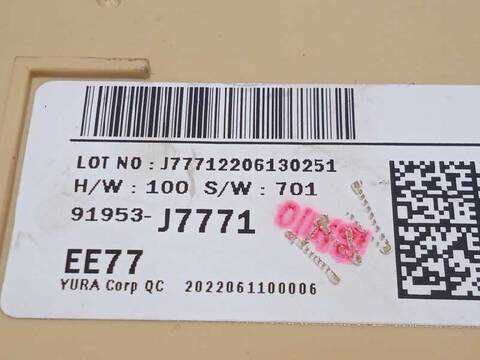 LOT NO : J77712206130251
H/W : 100 S/W : 701
91953-J7771
EE77
YURA Corp QC 2022061100006